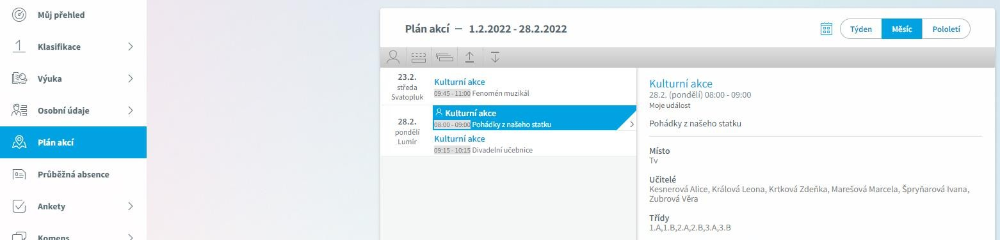 Můj přehled
Klasifikace
Výuka
Osobní údaje
Plán akcí
Průběžná absence
Ankety
Komens
Plán akcí — 1.2.2022 - 28.2.2022
Týden Měsíc Pololetí
23.2.
středa
Svatopluk
Kulturní akce
09:45 - 11:00 Fenomén muzikál
28.2.
pondělí
Lumír
Kulturní akce
08:00 - 09:00 Pohádky z našeho statku
Kulturní akce
09:15 - 10:15 Divadelní učebnice
Kulturní akce
28.2. (pondělí) 08:00 - 09:00
Moje událost
Pohádky z našeho statku
Místo
Tv
Učitelé
Kesnerová Alice, Králová Leona, Krtková Zdeňka, Marešová Marcela, Špryňarová Ivana,
Zubrová Věra
Třídy
1.A,1.B,2.A,2.B,3.A,3.B